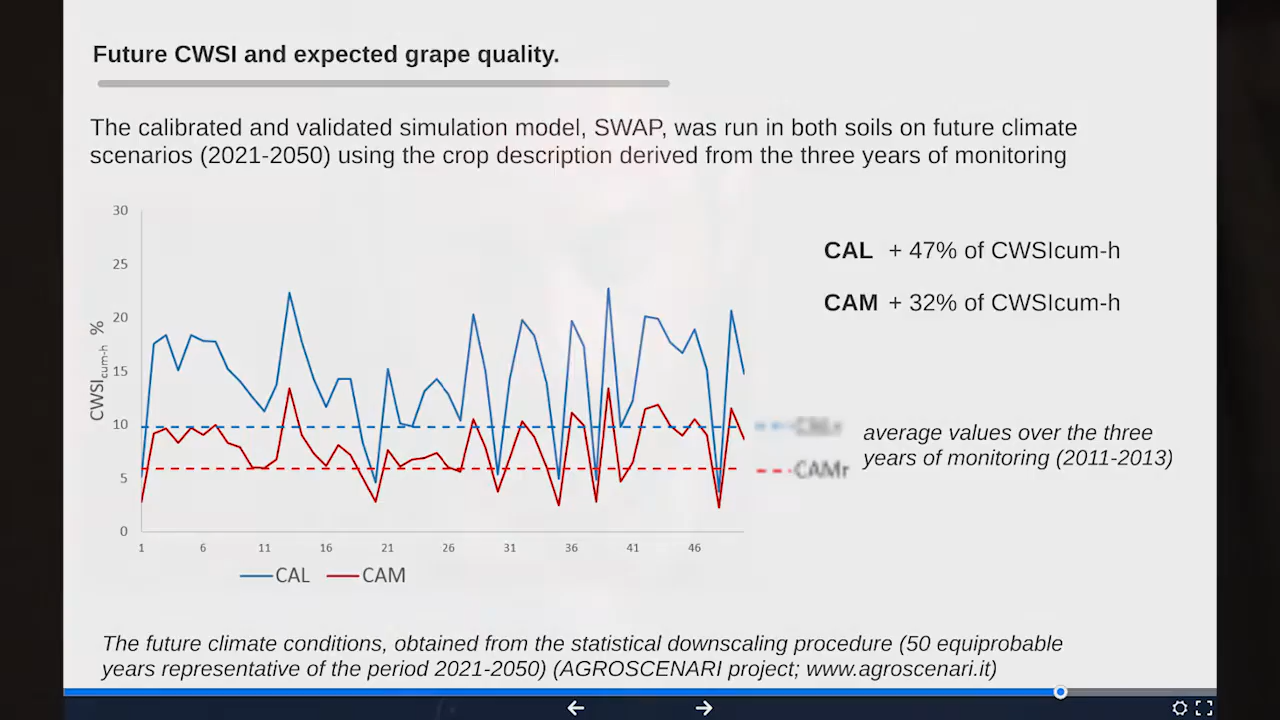 Future CWSI and expected grape quality.
The calibrated and validated simulation model, SWAP, was run in both soils on future climate
scenarios (2021-2050) using the crop description derived from the three years of monitoring
30
25
20
15
10
5
0
CWSIcum-h %
1 6 11 16 21 26 31 36 41 46
CAL CAM
CAL + 47% of CWSIcum-h
CAM + 32% of CWSIcum-h
CAMr
average values over the three
years of monitoring (2011-2013)
The future climate conditions, obtained from the statistical downscaling procedure (50 equiprobable
years representative of the period 2021-2050) (AGROSCENARI project; www.agroscenari.it)